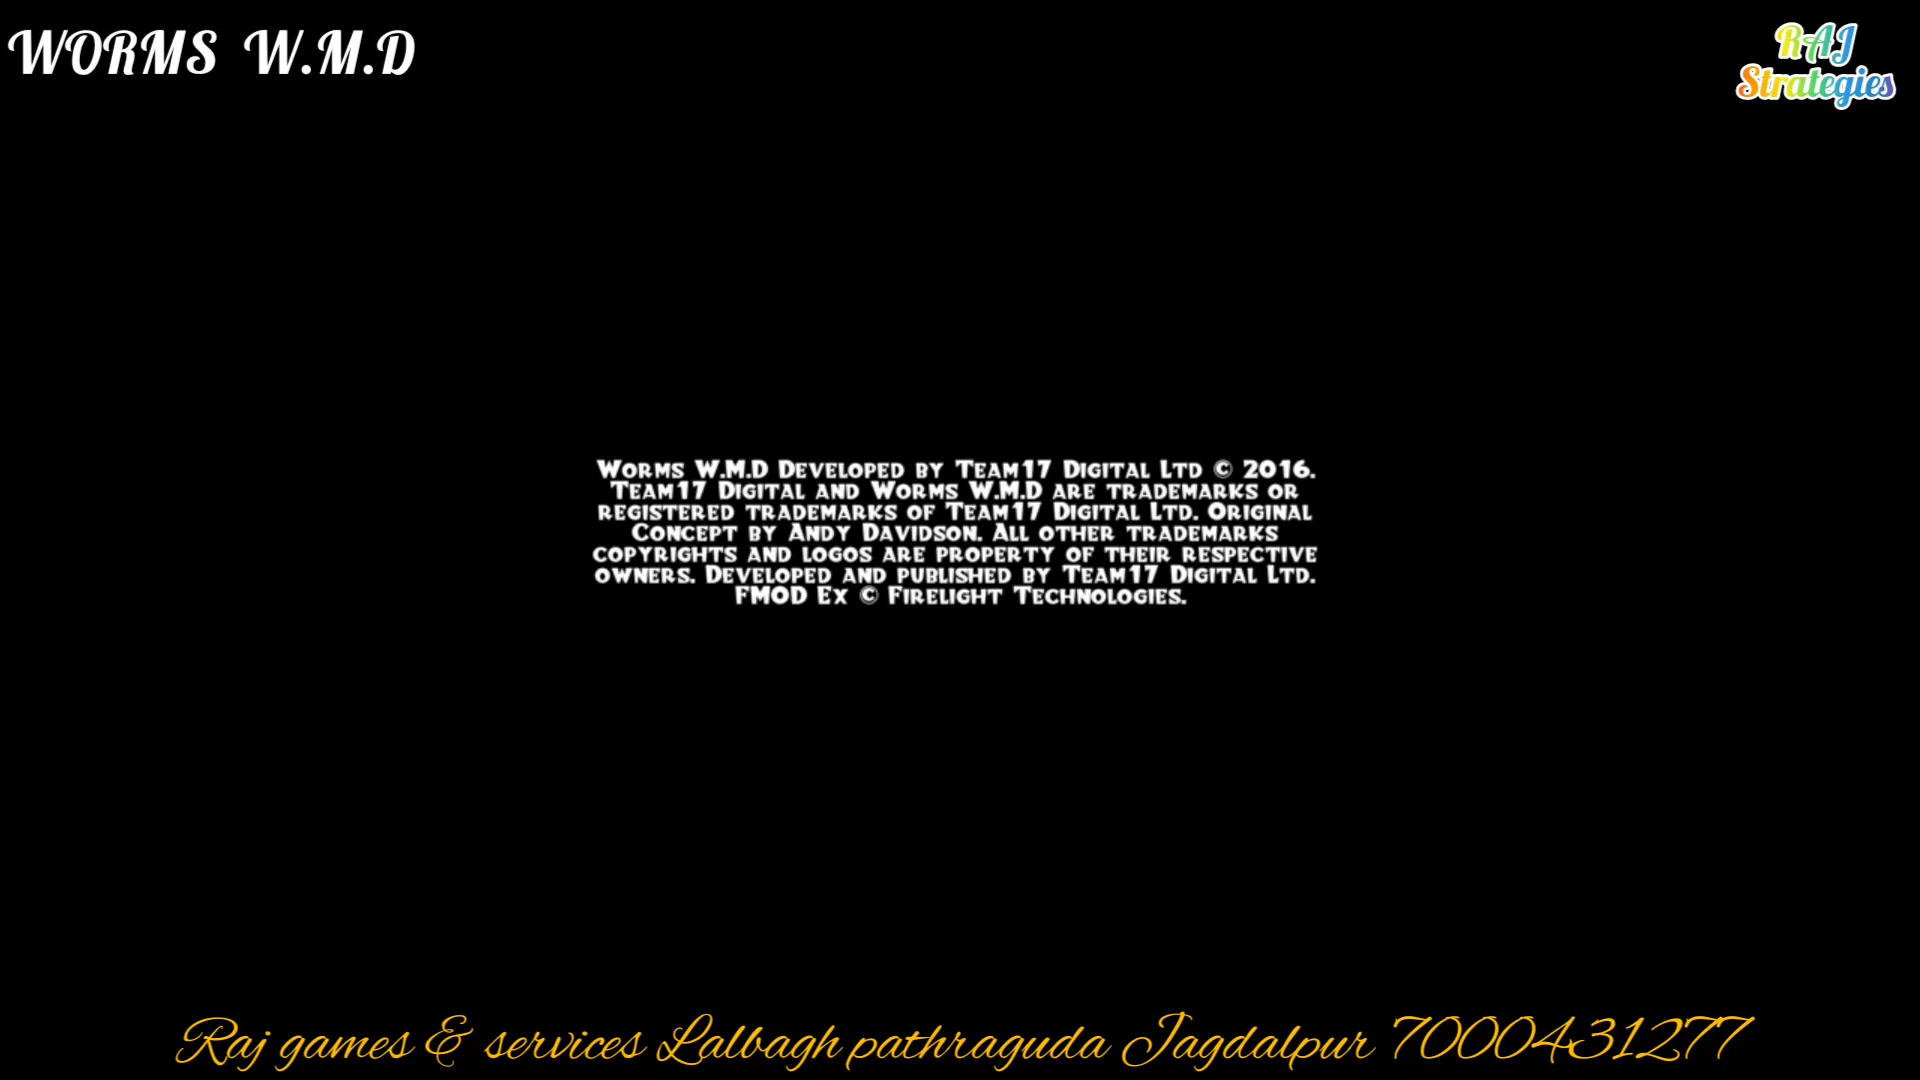 WORMS W.M.D
RAJ
Strategies
Worms W.M.D Developed by Team17 Digital Ltd © 2016.
Team17 Digital and Worms W.M.D are trademarks or
registered trademarks of Team17 Digital Ltd. Original
Concept by Andy Davidson. All other trademarks
copyrights and logos are property of their respective
owners. Developed and published by Team17 Digital Ltd.
FMOD Ex © Firelight Technologies.
Raj games & services Lalbagh pathraguda Jagdalpur 7000431277